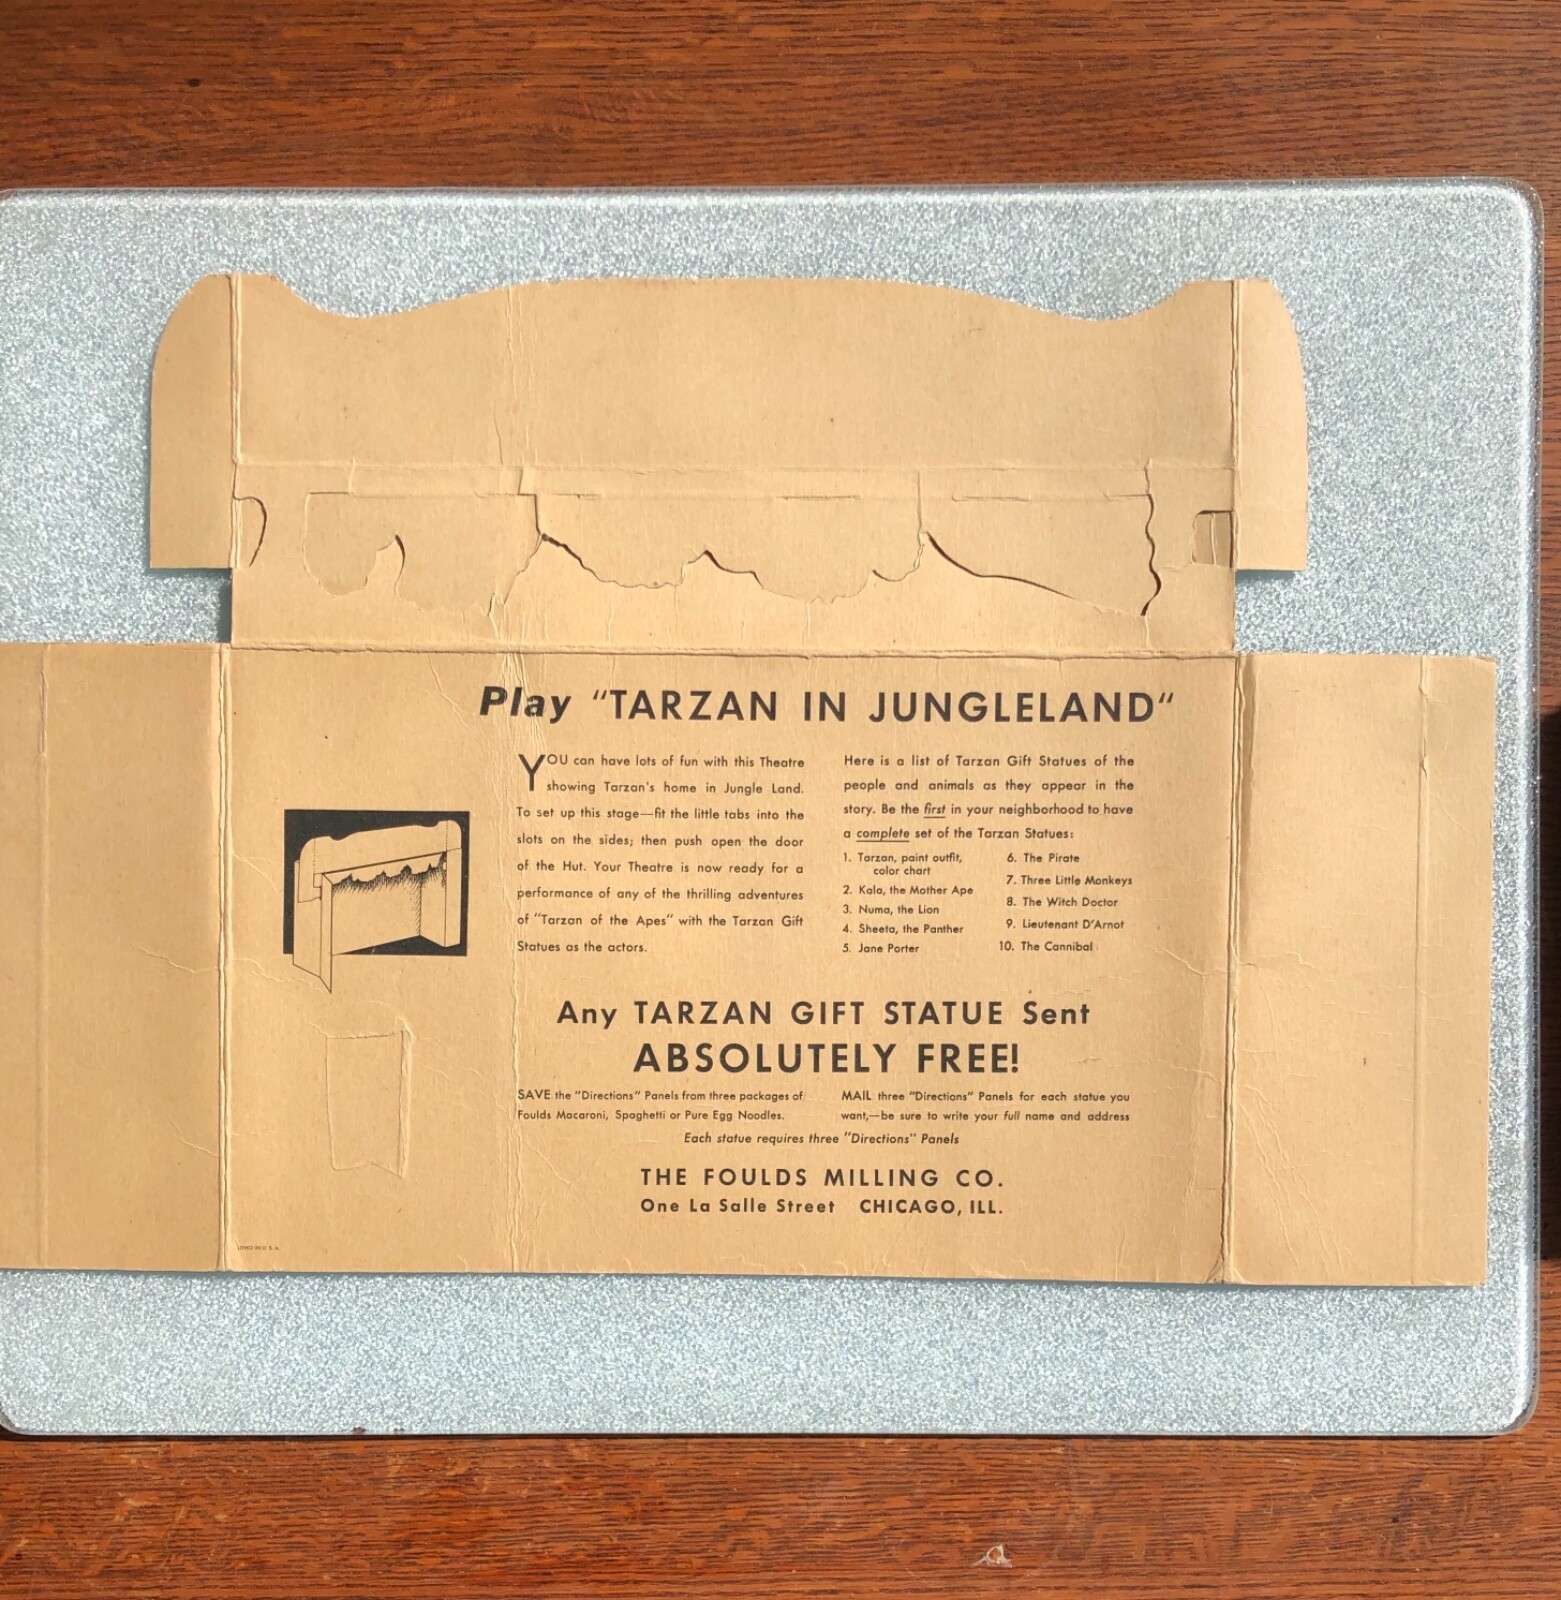 Play "TARZAN IN JUNGLELAND"
YOU can have lots of fun with this Theatre
showing Tarzan's home in Jungle Land.
To set up this stage—fit the little tabs into the
slots on the sides; then push open the door
of the Hut. Your Theatre is now ready for a
performance of any of the thrilling adventures
of "Tarzan of the Apes" with the Tarzan Gift
Statues as the actors.
Here is a list of Tarzan Gift Statues of the
people and animals as they appear in the
story. Be the first in your neighborhood to have
a complete set of the Tarzan Statues:
1. Tarzan, paint outfit,
color chart
2. Kala, the Mother Ape
3. Numa, the Lion
4. Sheeta, the Panther
5. Jane Porter
6. The Pirate
7. Three Little Monkeys
8. The Witch Doctor
9. Lieutenant D'Arnot
10. The Cannibal
Any TARZAN GIFT STATUE Sent
ABSOLUTELY FREE!
SAVE the "Directions" Panels from three packages of
Foulds Macaroni, Spaghetti or Pure Egg Noodles.
MAIL three "Directions" Panels for each statue you
want,—be sure to write your full name and address
Each statue requires three "Directions" Panels
THE FOULDS MILLING CO.
One La Salle Street CHICAGO, ILL.
LITHO IN U. S. A.